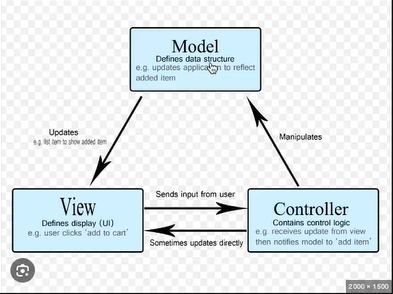 Model
Defines data structure
e.g. updates application to reflect
added item
Updates
e.g. list item to show added item
Manipulates
View
Defines display (UI)
e.g. user clicks 'add to cart'
Sends input from user
Sometimes updates directly
Controller
Contains control logic
e.g. receives update from view
then notifies model to 'add item'
2000 × 1500